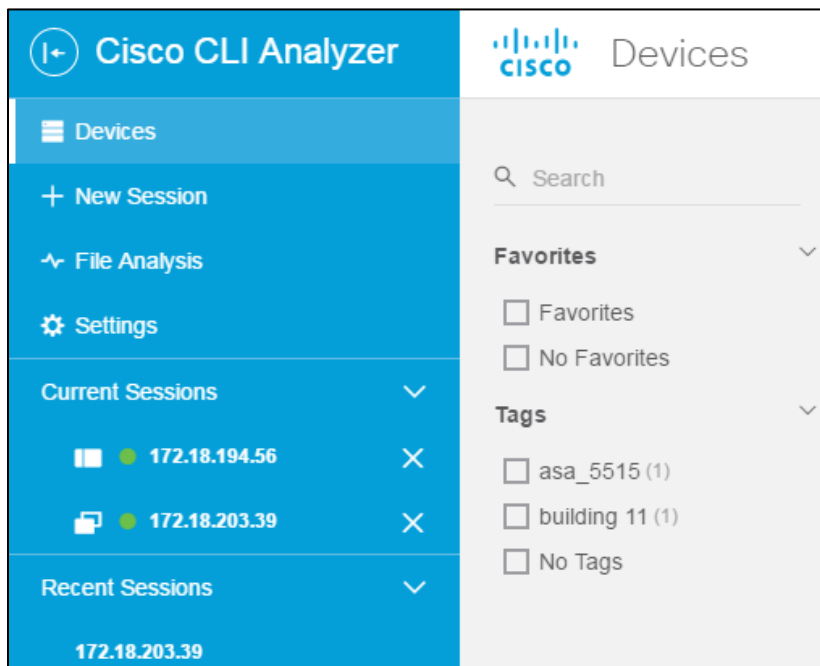 Cisco CLI Analyzer
Devices
New Session
File Analysis
Settings
Current Sessions
172.18.194.56
172.18.203.39
Recent Sessions
172.18.203.39
CISCO
Devices
Search
Favorites
Favorites
No Favorites
Tags
asa_5515 (1)
building 11 (1)
No Tags